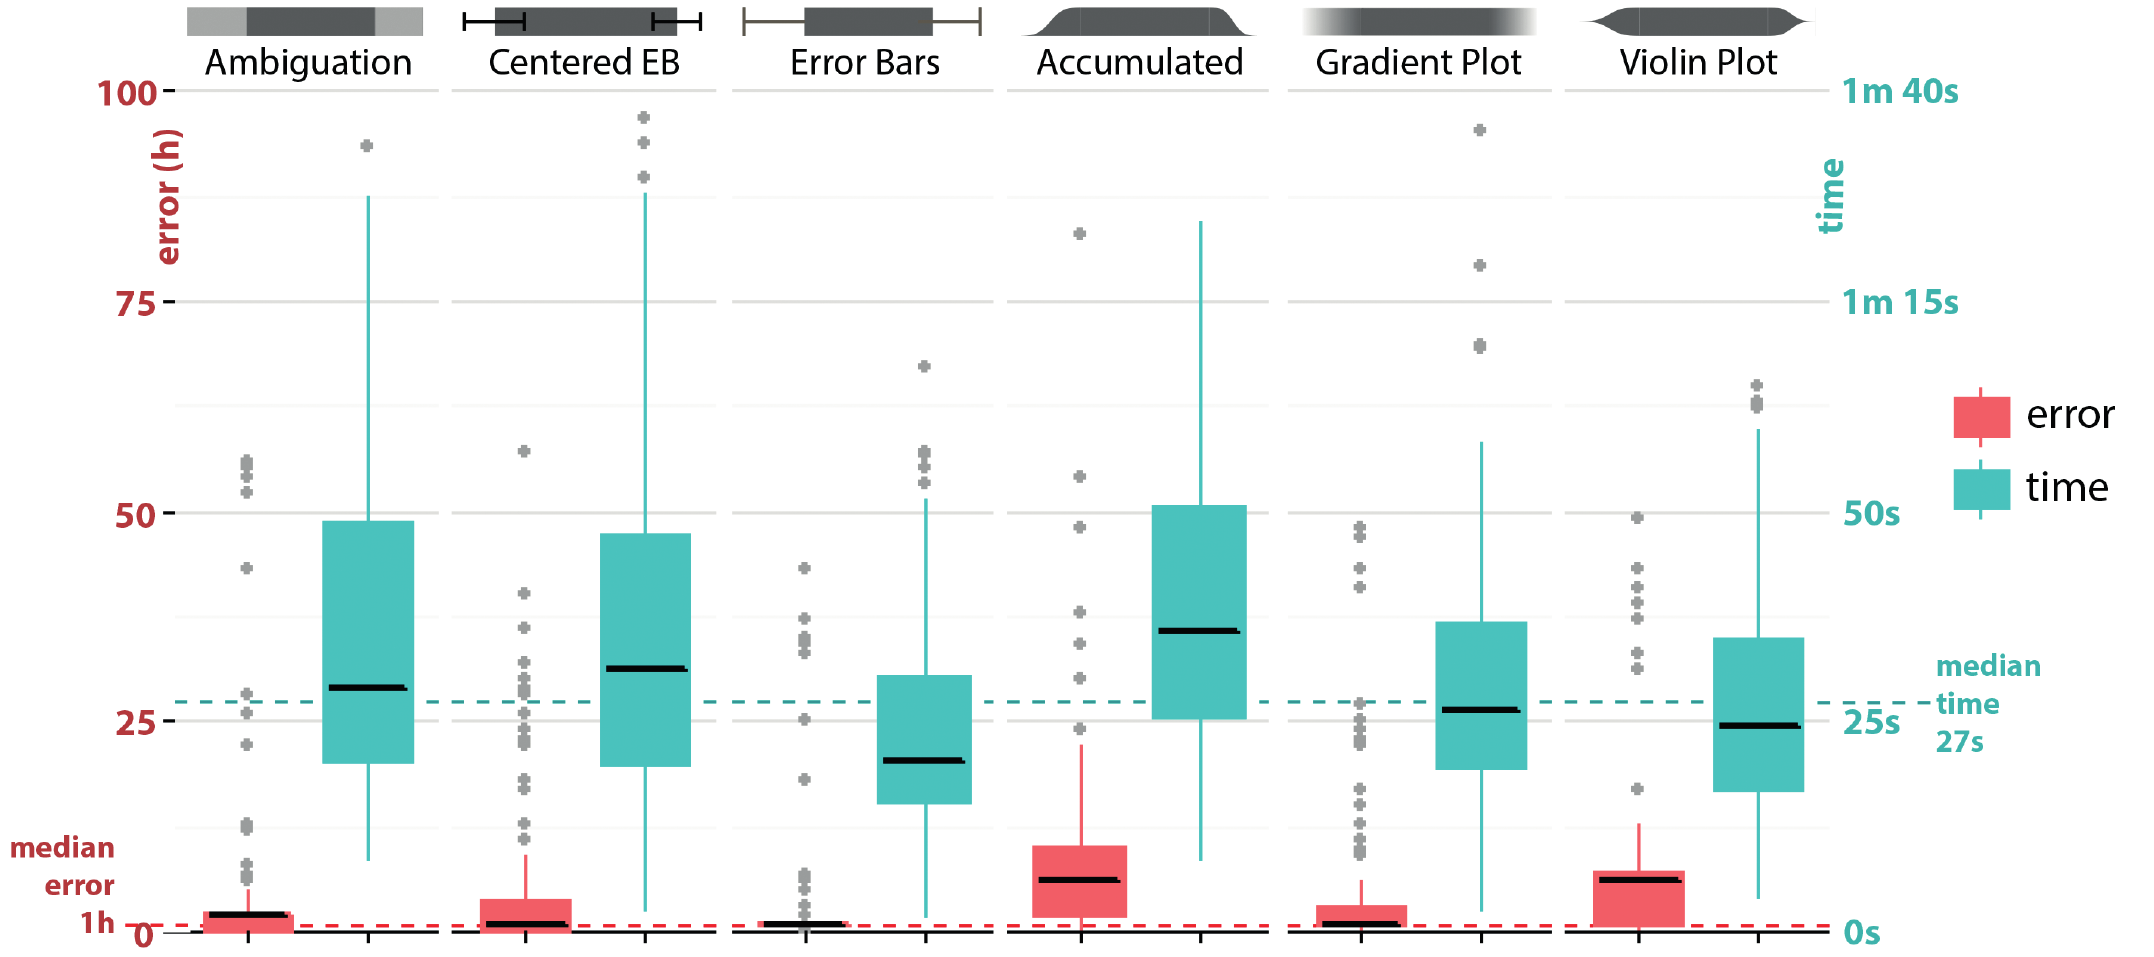 Ambiguation
Centered EB
Error Bars
Accumulated
Gradient Plot
Violin Plot
100
75
50
25
0
error (h)
median
error
1h
1m 40s
1m 15s
50s
25s
0s
time
median
time
27s
error
time